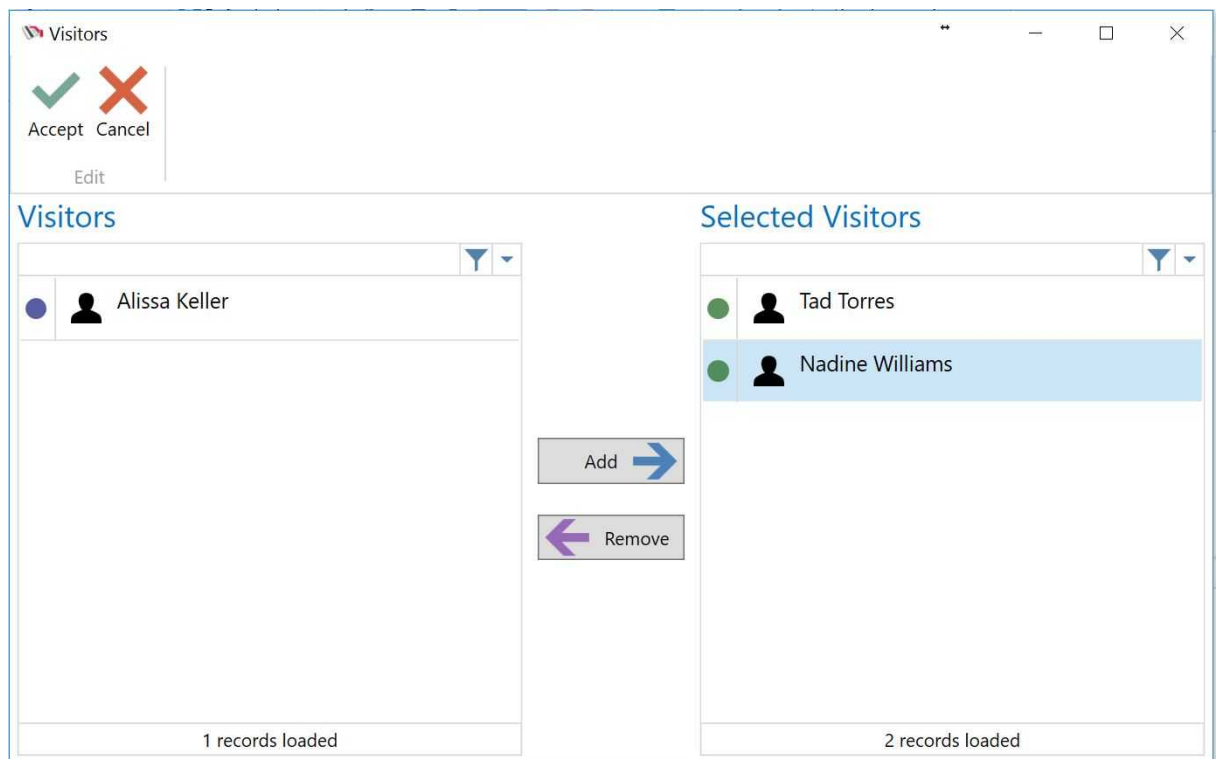 Visitors
Accept Cancel
Edit
Visitors
Selected Visitors
Alissa Keller
Tad Torres
Nadine Williams
Add
Remove
1 records loaded
2 records loaded